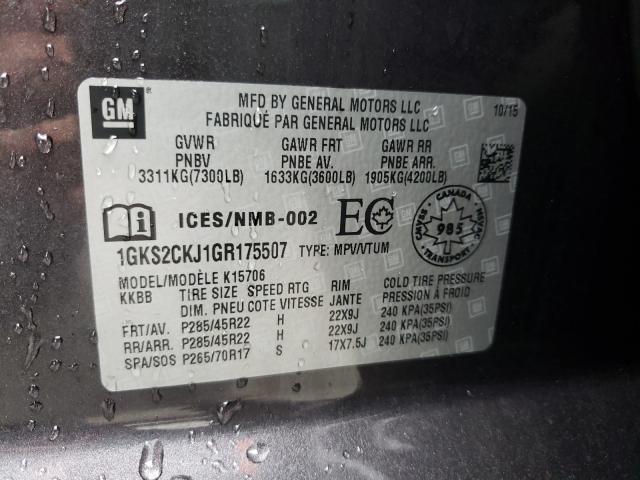 GM
MFD BY GENERAL MOTORS LLC
FABRIQUÉ PAR GENERAL MOTORS LLC
10/15
GVWR GAWR FRT GAWR RR
PNBV PNBE AV. PNBE ARR.
3311KG(7300LB) 1633KG(3600LB) 1905KG(4200LB)
ICES/NMB-002 EC
CANADA
CMVSS 985 NSVAC
TRANSPORT
1GKS2CKJ1GR175507 TYPE: MPV/VTUM
MODEL/MODÈLE K15706
KKBB TIRE SIZE SPEED RTG RIM COLD TIRE PRESSURE
DIM. PNEU COTE VITESSE JANTE PRESSION À FROID
FRT/AV. P285/45R22 H 22X9J 240 KPA(35PSI)
RR/ARR. P285/45R22 H 22X9J 240 KPA(35PSI)
SPA/SOS P265/70R17 S 17X7.5J 240 KPA(35PSI)